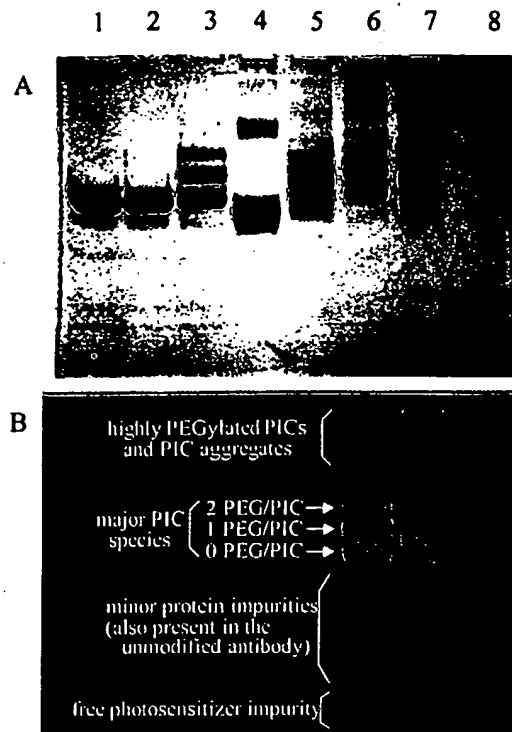 1 2 3 4 5 6 7 8
A
B
highly PEGylated PICs
and PIC aggregates
major PIC
species
2 PEG/PIC
1 PEG/PIC
0 PEG/PIC
minor protein impurities
(also present in the
unmodified antibody)
free photosensitizer impurity